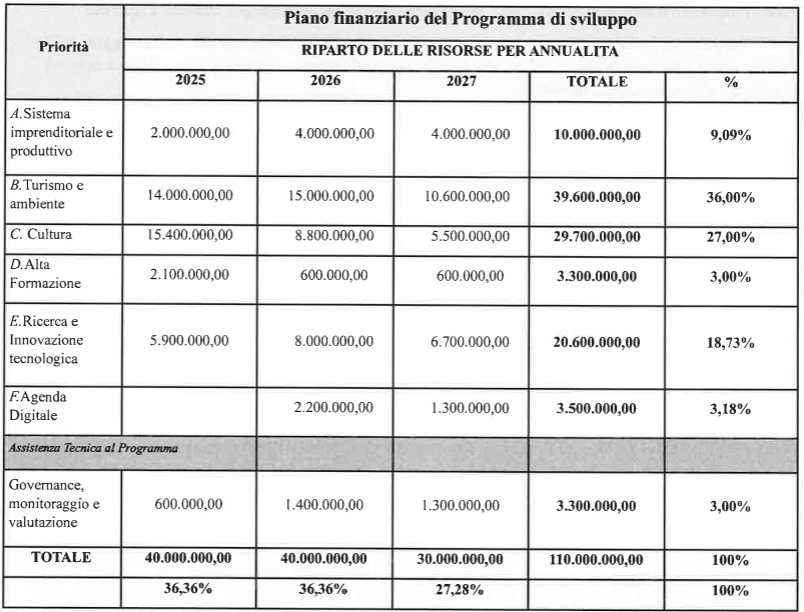 Piano finanziario del Programma di sviluppo
Priorità
RIPARTO DELLE RISORSE PER ANNUALITA
2025 2026 2027 TOTALE %
A.Sistema
imprenditoriale e
produttivo
2.000.000,00 4.000.000,00 4.000.000,00 10.000.000,00 9,09%
B.Turismo e
ambiente
14.000.000,00 15.000.000,00 10.600.000,00 39.600.000,00 36,00%
C. Cultura 15.400.000,00 8.800.000,00 5.500.000,00 29.700.000,00 27,00%
D.Alta
Formazione
2.100.000,00 600.000,00 600.000,00 3.300.000,00 3,00%
E.Ricerca e
Innovazione
tecnologica
5.900.000,00 8.000.000,00 6.700.000,00 20.600.000,00 18,73%
F.Agenda
Digitale
2.200.000,00 1.300.000,00 3.500.000,00 3,18%
Assistenza Tecnica al Programma
Governance,
monitoraggio e
valutazione
600.000,00 1.400.000,00 1.300.000,00 3.300.000,00 3,00%
TOTALE 40.000.000,00 40.000.000,00 30.000.000,00 110.000.000,00 100%
36,36% 36,36% 27,28% 100%